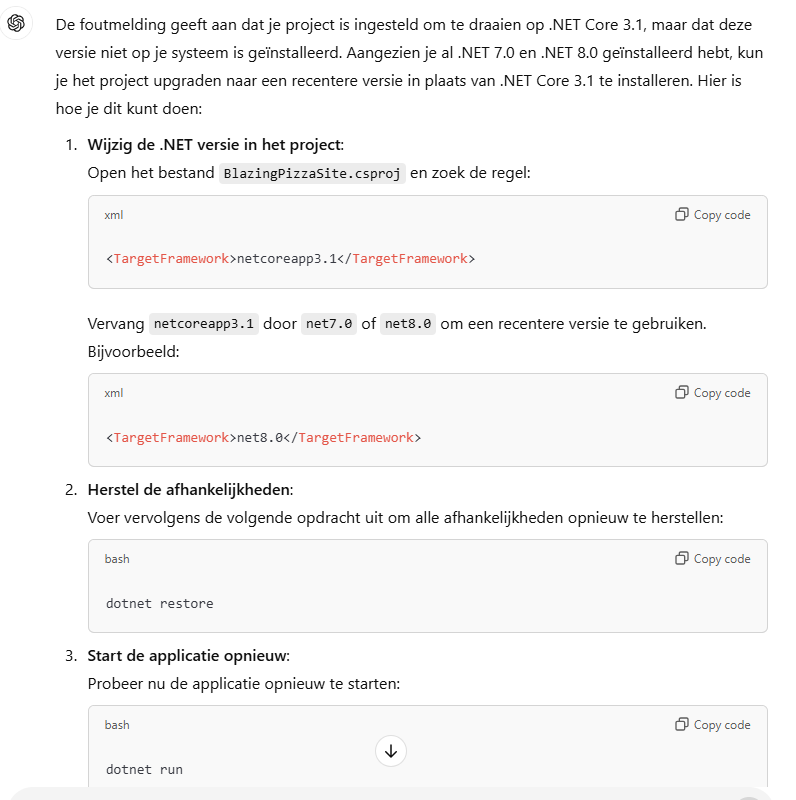 De foutmelding geeft aan dat je project is ingesteld om te draaien op .NET Core 3.1, maar dat deze
versie niet op je systeem is geïnstalleerd. Aangezien je al .NET 7.0 en .NET 8.0 geïnstalleerd hebt, kun
je het project upgraden naar een recentere versie in plaats van .NET Core 3.1 te installeren. Hier is
hoe je dit kunt doen:
1. Wijzig de .NET versie in het project:
Open het bestand BlazingPizzaSite.csproj en zoek de regel:
xml Copy code
<TargetFramework>netcoreapp3.1</TargetFramework>
Vervang netcoreapp3.1 door net7.0 of net8.0 om een recentere versie te gebruiken.
Bijvoorbeeld:
xml Copy code
<TargetFramework>net8.0</TargetFramework>
2. Herstel de afhankelijkheden:
Voer vervolgens de volgende opdracht uit om alle afhankelijkheden opnieuw te herstellen:
bash Copy code
dotnet restore
3. Start de applicatie opnieuw:
Probeer nu de applicatie opnieuw te starten:
bash Copy code
dotnet run